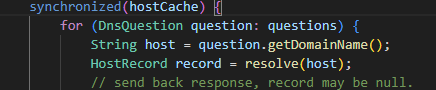 synchronized(hostCache) {
for (DnsQuestion question: questions) {
String host = question.getDomainName();
HostRecord record = resolve(host);
// send back response, record may be null.